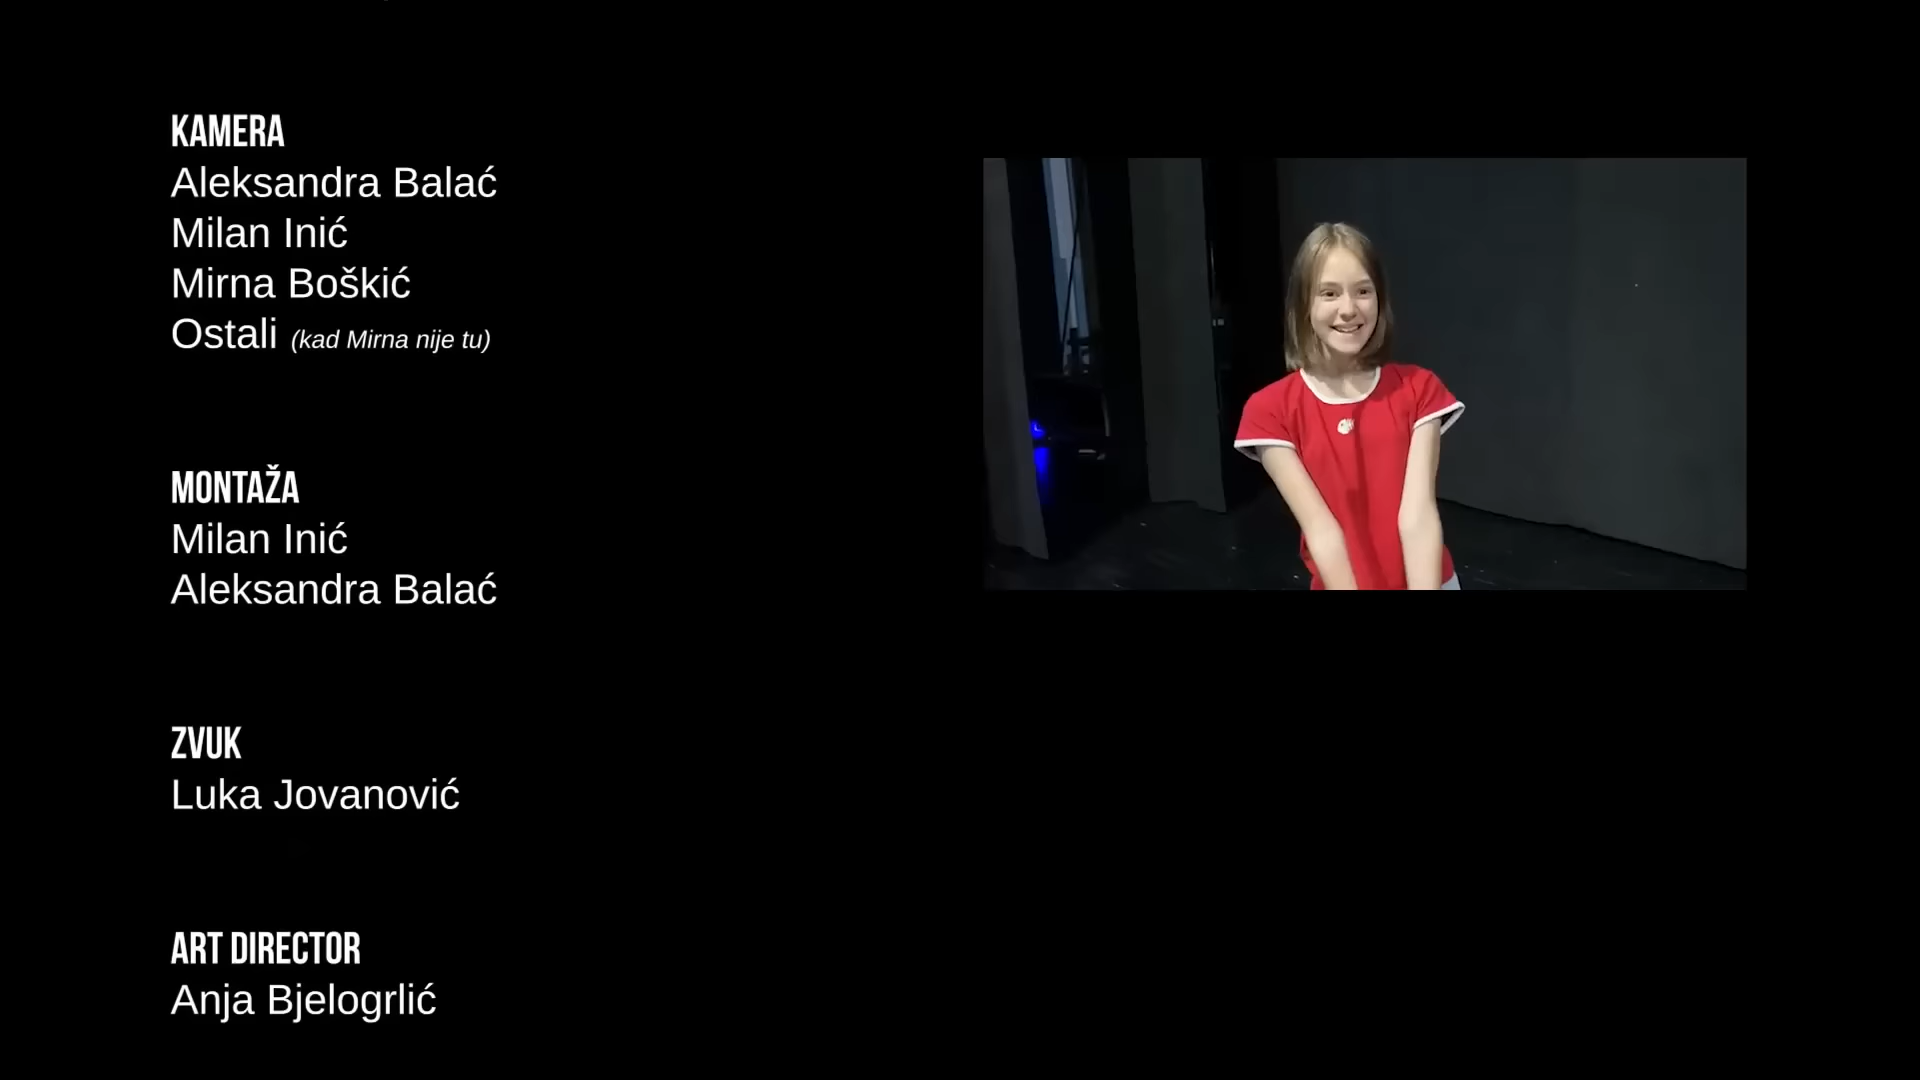 KAMERA
Aleksandra Balać
Milan Inić
Mirna Boškić
Ostali (kad Mirna nije tu)
MONTAŽA
Milan Inić
Aleksandra Balać
ZVUK
Luka Jovanović
ART DIRECTOR
Anja Bjelogrlić